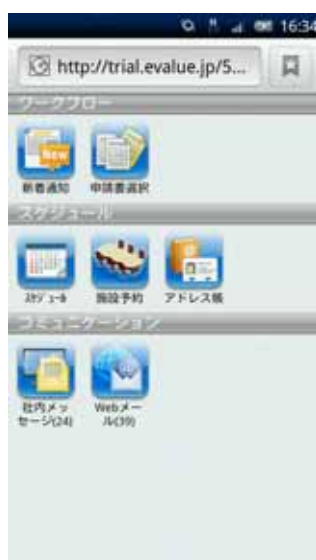 16:34
http://trial.evalue.jp/5...
ワークフロー
New
新着通知
申請書選択
スケジュール
ｽｹｼﾞｭｰﾙ
施設予約
アドレス帳
コミュニケーション
社内メッ
セージ(24)
Webメー
ル(39)